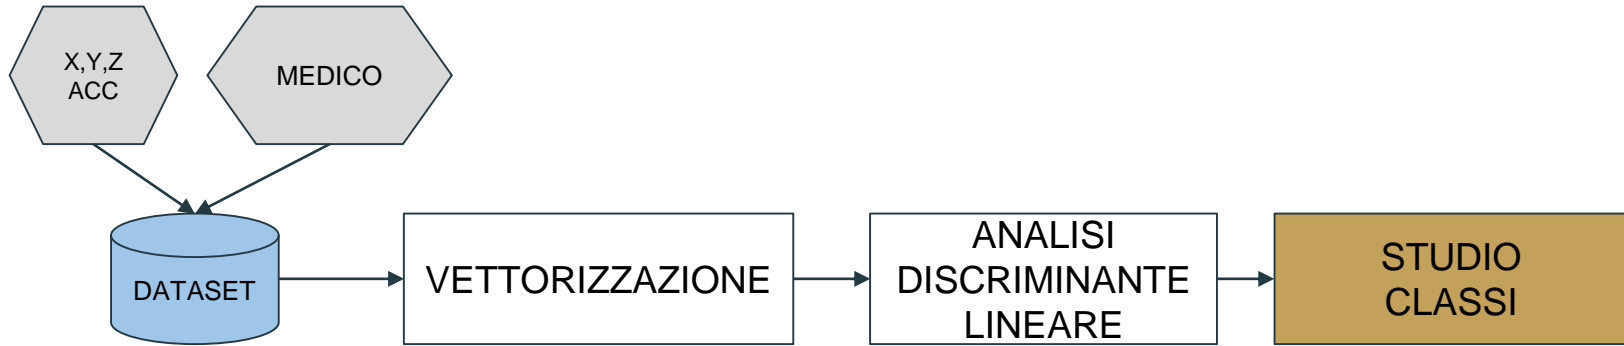 X,Y,Z
ACC
MEDICO
DATASET
VETTORIZZAZIONE
ANALISI
DISCRIMINANTE
LINEARE
STUDIO
CLASSI